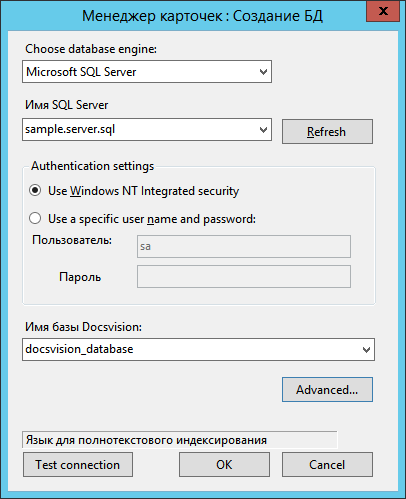 Менеджер карточек : Создание БД
x
Choose database engine:
Microsoft SQL Server
Имя SQL Server
sample.server.sql
Refresh
Authentication settings
Use Windows NT Integrated security
Use a specific user name and password:
Пользователь:
sa
Пароль
Имя базы Docsvision:
docsvision_database
Advanced...
Язык для полнотекстового индексирования
Test connection
OK
Cancel